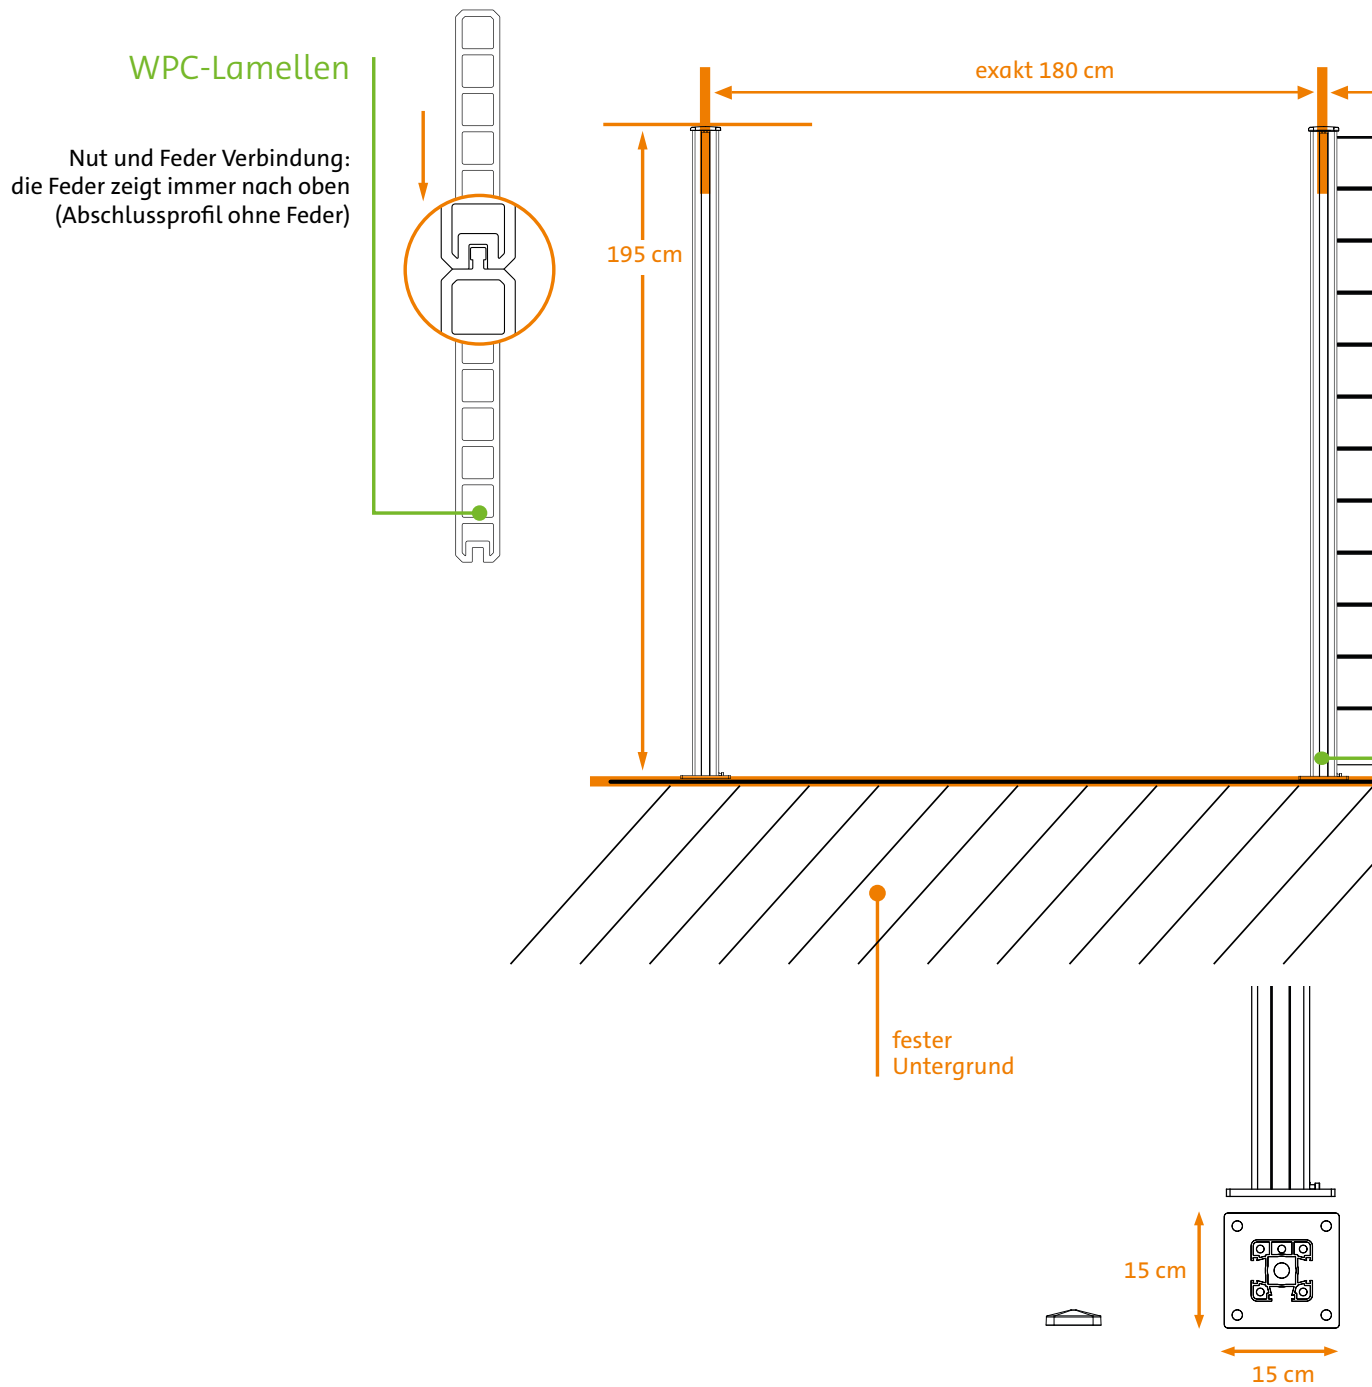 WPC-Lamellen
Nut und Feder Verbindung:
die Feder zeigt immer nach oben
(Abschlussprofil ohne Feder)
exakt 180 cm
195 cm
fester
Untergrund
15 cm
15 cm